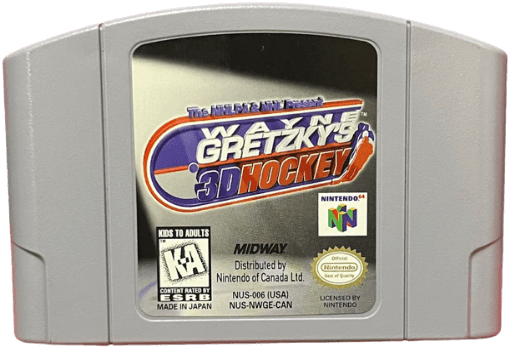 The NHLPA & NHL Present
WAYNE
GRETZKY'S
3D HOCKEY
TM
NINTENDO 64
N
KIDS TO ADULTS
K-A
CONTENT RATED BY
ESRB
MADE IN JAPAN
MIDWAY
Distributed by
Nintendo of Canada Ltd.
NUS-006 (USA)
NUS-NWGE-CAN
Official
Nintendo
Seal of Quality
LICENSED BY
NINTENDO